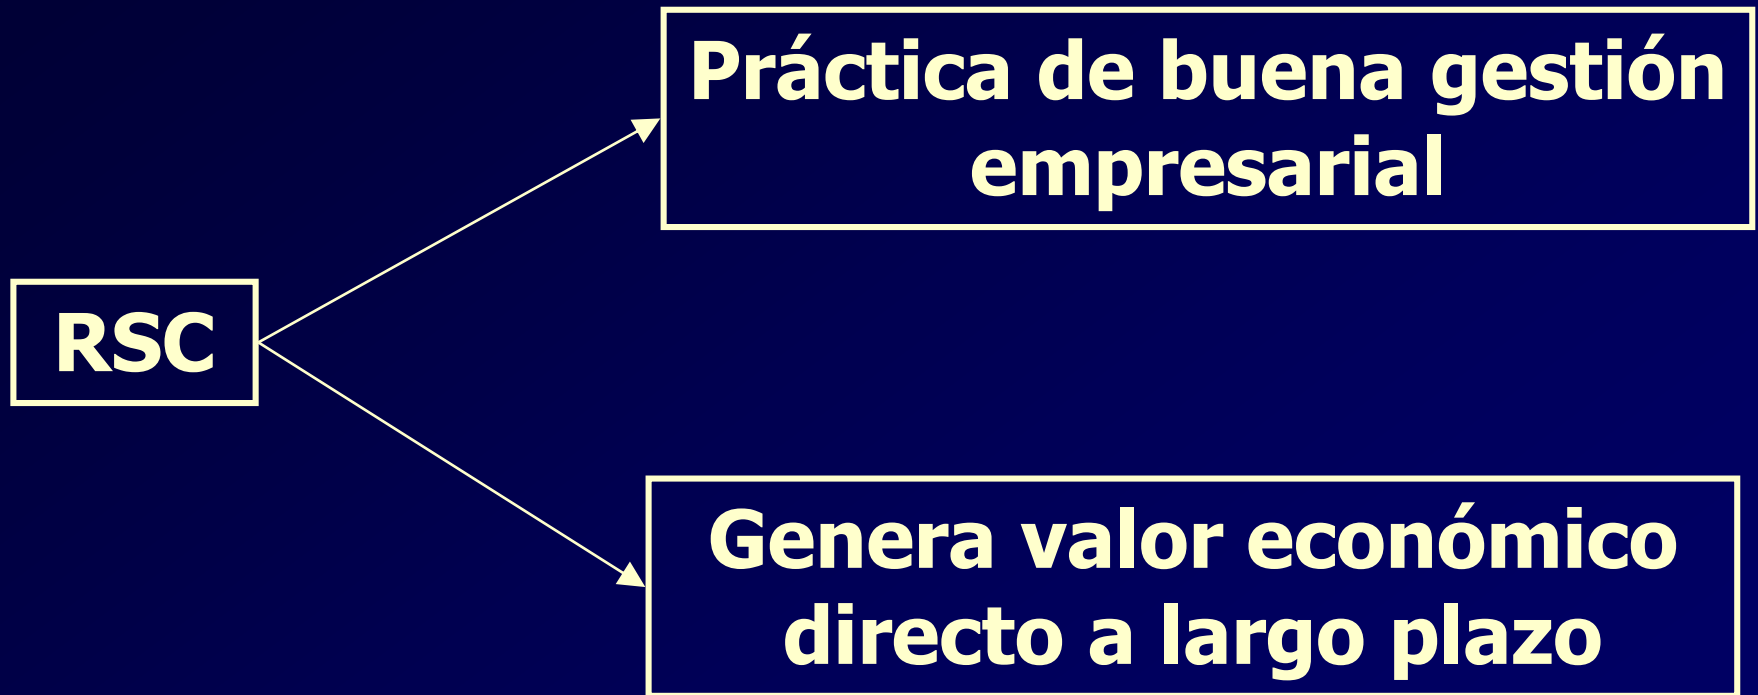 Práctica de buena gestión
empresarial
RSC
Genera valor económico
directo a largo plazo